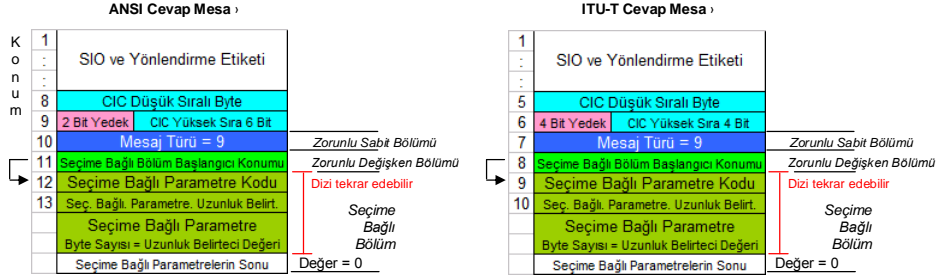 ANSI Cevap Mesa ›
K
o
n
u
m
1
:
:
SIO ve Yönlendirme Etiketi
8 CIC Düşük Sıralı Byte
9 2 Bit Yedek CIC Yüksek Sıra 6 Bit
10 Mesaj Türü = 9 Zorunlu Sabit Bölümü
11 Seçime Bağlı Bölüm Başlangıcı Konumu Zorunlu Değişken Bölümü
12 Seçime Bağlı Parametre Kodu Dizi tekrar edebilir
13 Seç. Bağlı. Parametre. Uzunluk Belirt.
Seçime Bağlı Parametre
Byte Sayısı = Uzunluk Belirteci Değeri
Seçime
Bağlı
Bölüm
Seçime Bağlı Parametrelerin Sonu Değer = 0
ITU-T Cevap Mesa ›
1
:
:
SIO ve Yönlendirme Etiketi
5 CIC Düşük Sıralı Byte
6 4 Bit Yedek CIC Yüksek Sıra 4 Bit
7 Mesaj Türü = 9 Zorunlu Sabit Bölümü
8 Seçime Bağlı Bölüm Başlangıcı Konumu Zorunlu Değişken Bölümü
9 Seçime Bağlı Parametre Kodu Dizi tekrar edebilir
10 Seç. Bağlı. Parametre. Uzunluk Belirt.
Seçime Bağlı Parametre
Byte Sayısı = Uzunluk Belirteci Değeri
Seçime
Bağlı
Bölüm
Seçime Bağlı Parametrelerin Sonu Değer = 0